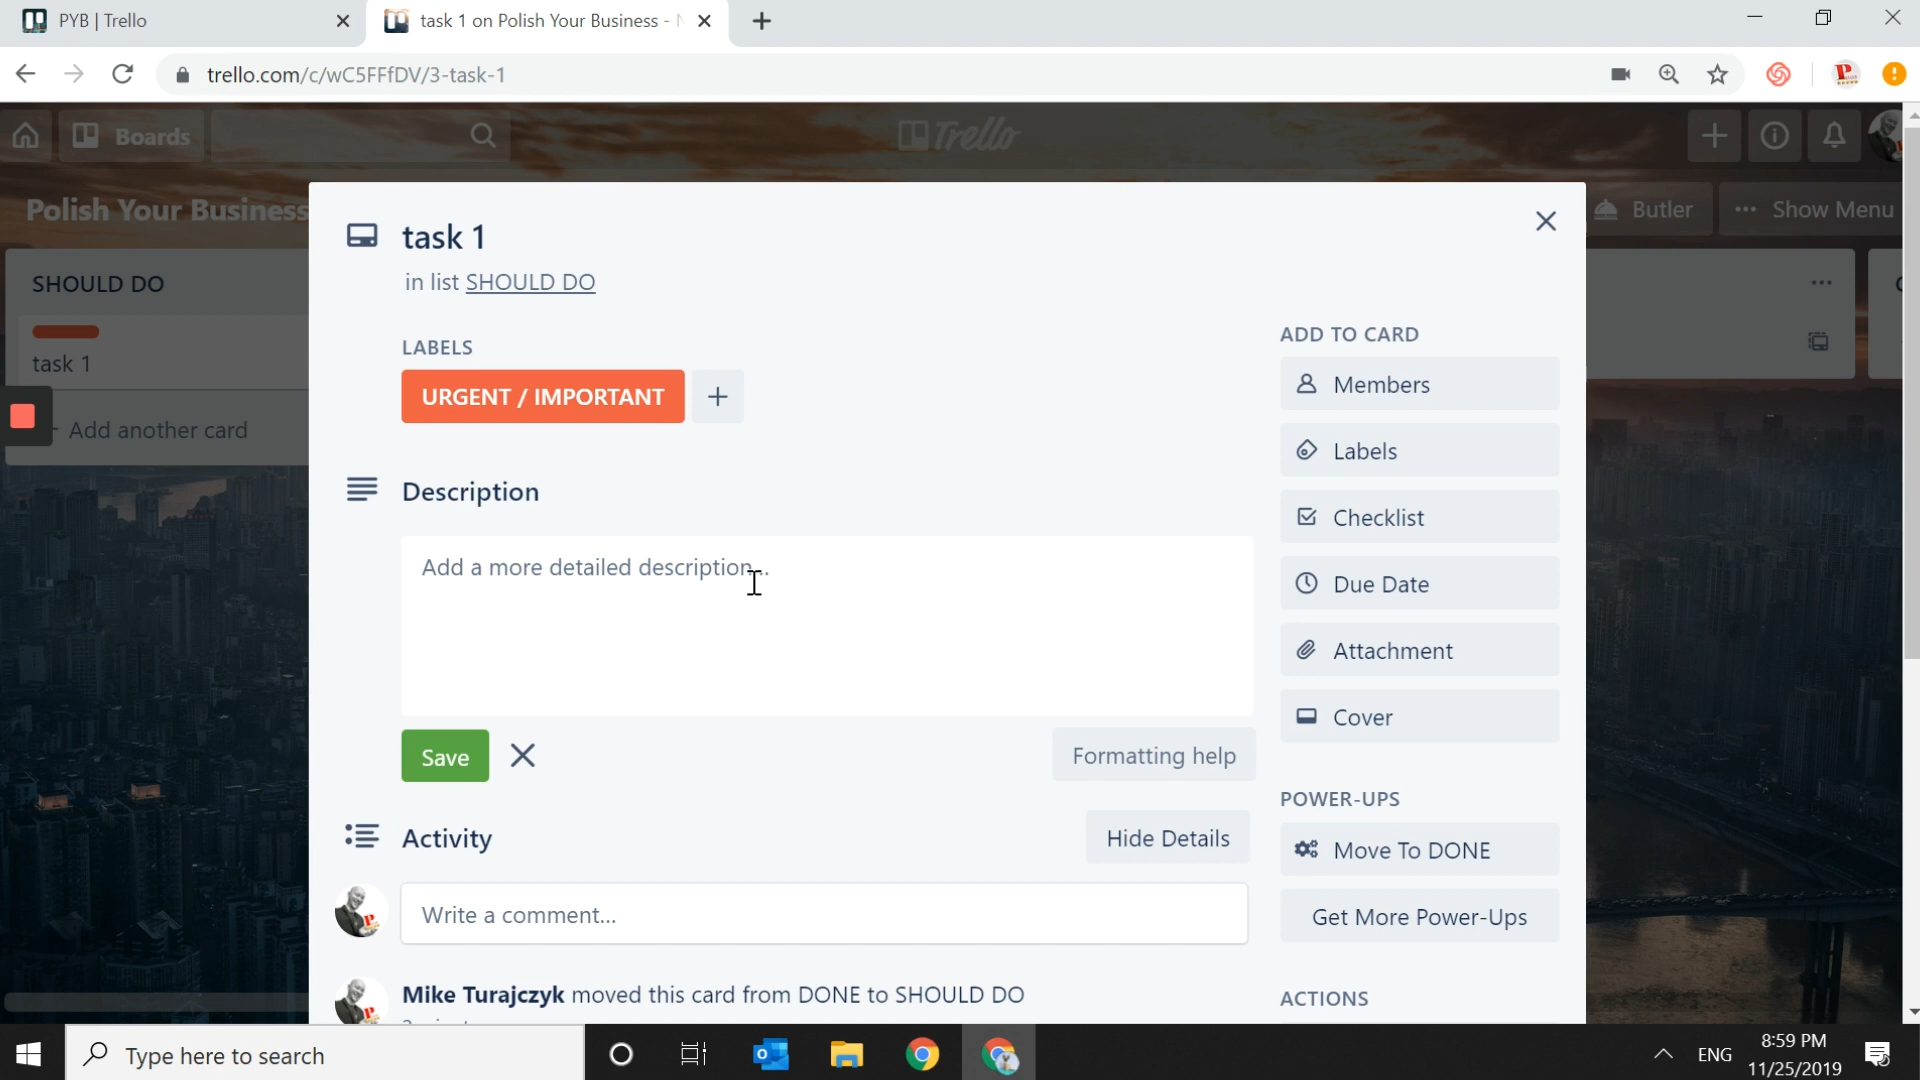 PYB | Trello
task 1 on Polish Your Business -
trello.com/c/wC5FFfDV/3-task-1
Boards
Trello
Polish Your Business
Butler
Show Menu
SHOULD DO
task 1
Add another card
task 1
in list SHOULD DO
LABELS
URGENT / IMPORTANT
Description
Add a more detailed description...
Save
Formatting help
Activity
Hide Details
Write a comment...
Mike Turajczyk moved this card from DONE to SHOULD DO
ADD TO CARD
Members
Labels
Checklist
Due Date
Attachment
Cover
POWER-UPS
Move To DONE
Get More Power-Ups
ACTIONS
Type here to search
ENG
8:59 PM
11/25/2019